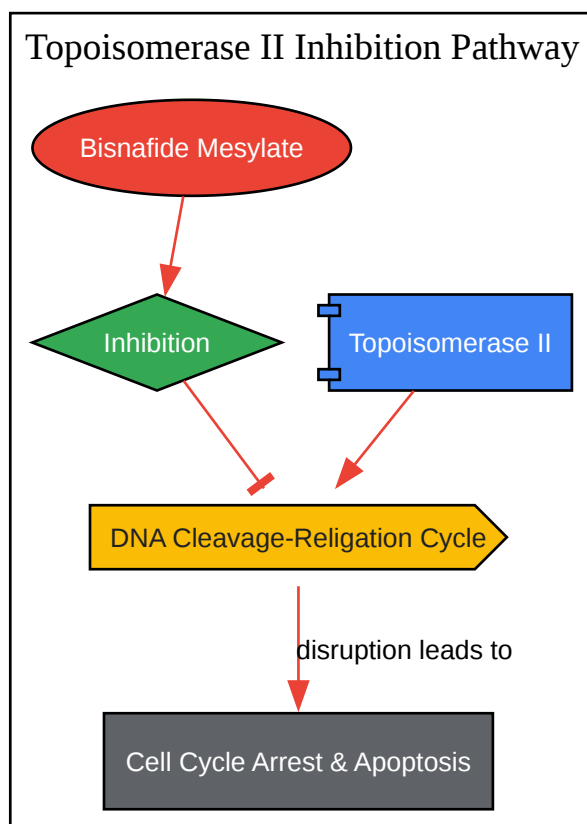 Topoisomerase II Inhibition Pathway
Bisnafide Mesylate
Inhibition
Topoisomerase II
DNA Cleavage-Religation Cycle
disruption leads to
Cell Cycle Arrest & Apoptosis